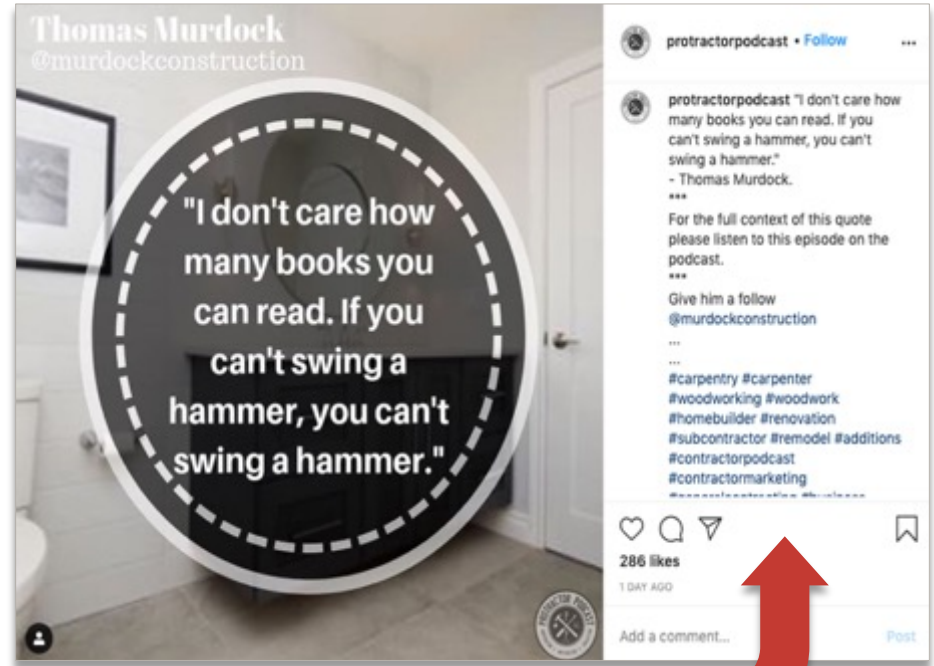 Thomas Murdock
@murdockconstruction
"I don't care how
many books you
can read. If you
can't swing a
hammer, you can't
swing a hammer."
PROTRACTOR PODCAST
protractorpodcast • Follow
protractorpodcast "I don't care how
many books you can read. If you
can't swing a hammer, you can't
swing a hammer."
- Thomas Murdock.
***
For the full context of this quote
please listen to this episode on the
podcast.
***
Give him a follow
@murdockconstruction
...
...
#carpentry #carpenter
#woodworking #woodwork
#homebuilder #renovation
#subcontractor #remodel #additions
#contractorpodcast
#contractormarketing
#generalcontracting #business
286 likes
1 DAY AGO
Add a comment...
Post